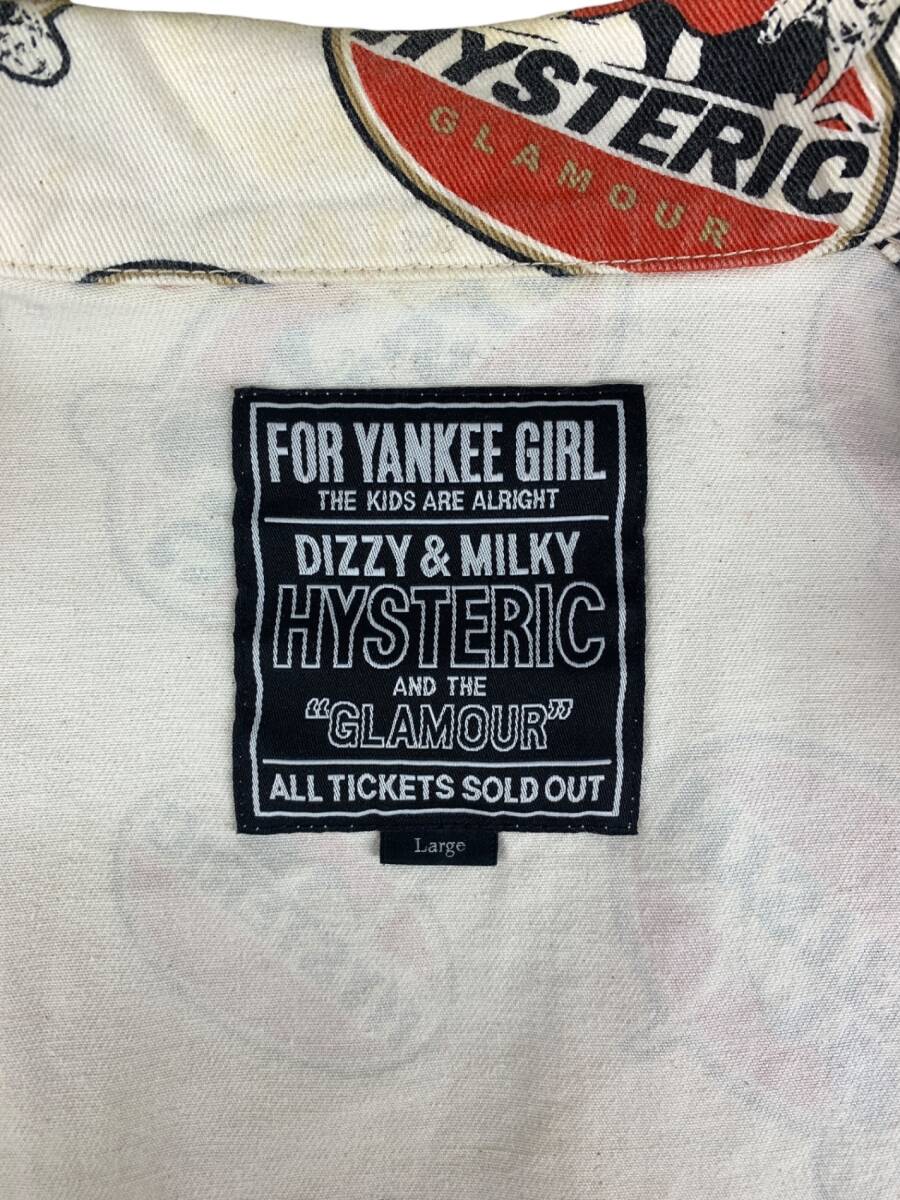 HYSTERIC
GLAMOUR
FOR YANKEE GIRL
THE KIDS ARE ALRIGHT
DIZZY & MILKY
HYSTERIC
AND THE
“GLAMOUR”
ALL TICKETS SOLD OUT
Large